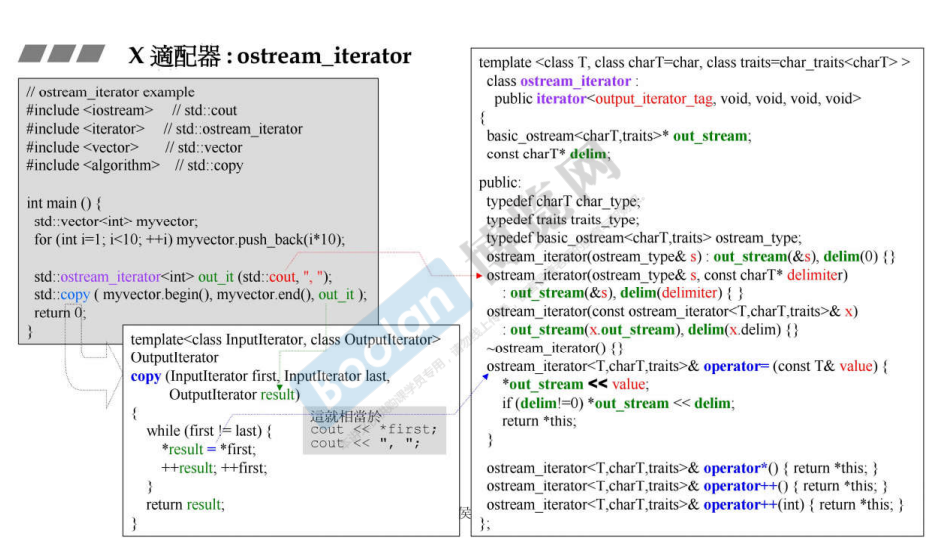 X 適配器 : ostream_iterator
// ostream_iterator example
#include <iostream> // std::cout
#include <iterator> // std::ostream_iterator
#include <vector> // std::vector
#include <algorithm> // std::copy
int main () {
std::vector<int> myvector;
for (int i=1; i<10; ++i) myvector.push_back(i*10);
std::ostream_iterator<int> out_it (std::cout, ", ");
std::copy ( myvector.begin(), myvector.end(), out_it );
return 0;
}
template<class InputIterator, class OutputIterator>
OutputIterator
copy (InputIterator first, InputIterator last,
OutputIterator result)
{
while (first != last) {
*result = *first;
++result; ++first;
}
return result;
}
這就相當於
cout << *first;
cout << ", ";
template <class T, class charT=char, class traits=char_traits<charT> >
class ostream_iterator :
public iterator<output_iterator_tag, void, void, void, void>
{
basic_ostream<charT,traits>* out_stream;
const charT* delim;
public:
typedef charT char_type;
typedef traits traits_type;
typedef basic_ostream<charT,traits> ostream_type;
ostream_iterator(ostream_type& s) : out_stream(&s), delim(0) {}
ostream_iterator(ostream_type& s, const charT* delimiter)
: out_stream(&s), delim(delimiter) { }
ostream_iterator(const ostream_iterator<T,charT,traits>& x)
: out_stream(x.out_stream), delim(x.delim) {}
~ostream_iterator() {}
ostream_iterator<T,charT,traits>& operator= (const T& value) {
*out_stream << value;
if (delim!=0) *out_stream << delim;
return *this;
}
ostream_iterator<T,charT,traits>& operator*() { return *this; }
ostream_iterator<T,charT,traits>& operator++() { return *this; }
ostream_iterator<T,charT,traits>& operator++(int) { return *this; }
};
侯
Boolan
博览网